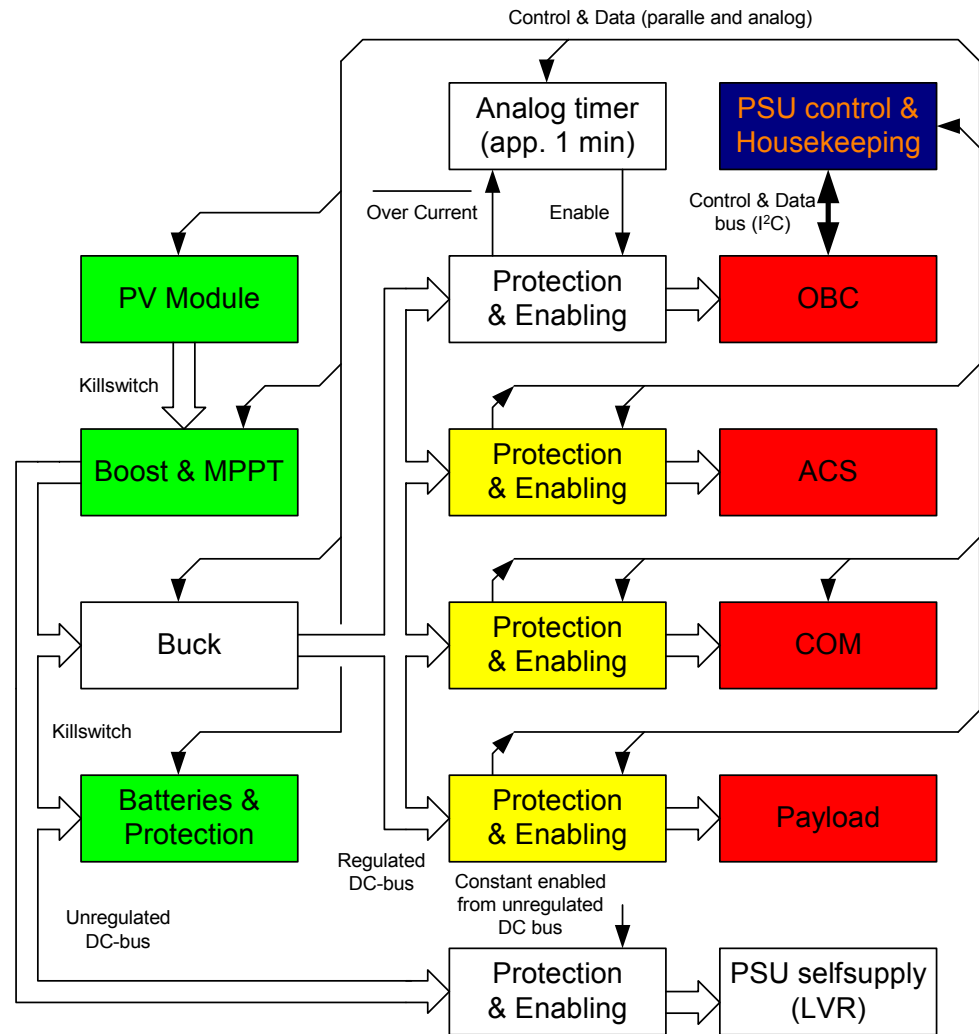 Control & Data (paralle and analog)
Analog timer
(app. 1 min)
PSU control &
Housekeeping
Over Current
Enable
Control & Data
bus (I²C)
PV Module
Protection
& Enabling
OBC
Killswitch
Boost & MPPT
Protection
& Enabling
ACS
Buck
Protection
& Enabling
COM
Killswitch
Batteries &
Protection
Protection
& Enabling
Payload
Regulated
DC-bus
Constant enabled
from unregulated
DC bus
Unregulated
DC-bus
Protection
& Enabling
PSU selfsupply
(LVR)